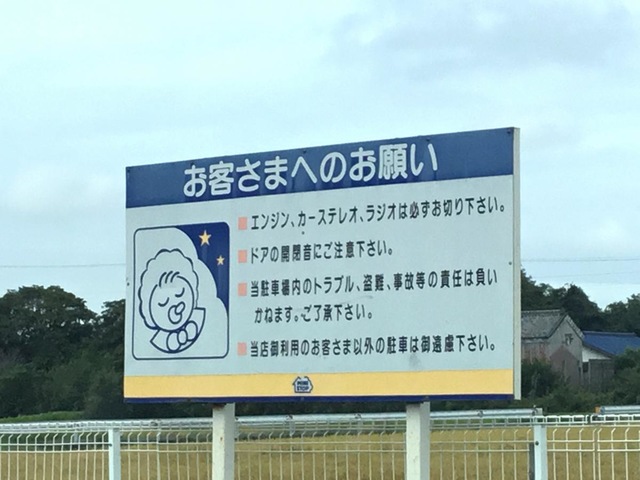 お客さまへのお願い
エンジン、カーステレオ、ラジオは必ずお切り下さい。
ドアの開閉音にご注意下さい。
当駐車場内のトラブル、盗難、事故等の責任は負い
かねます。ご了承下さい。
当店御利用のお客さま以外の駐車は御遠慮下さい。
MINI
STOP